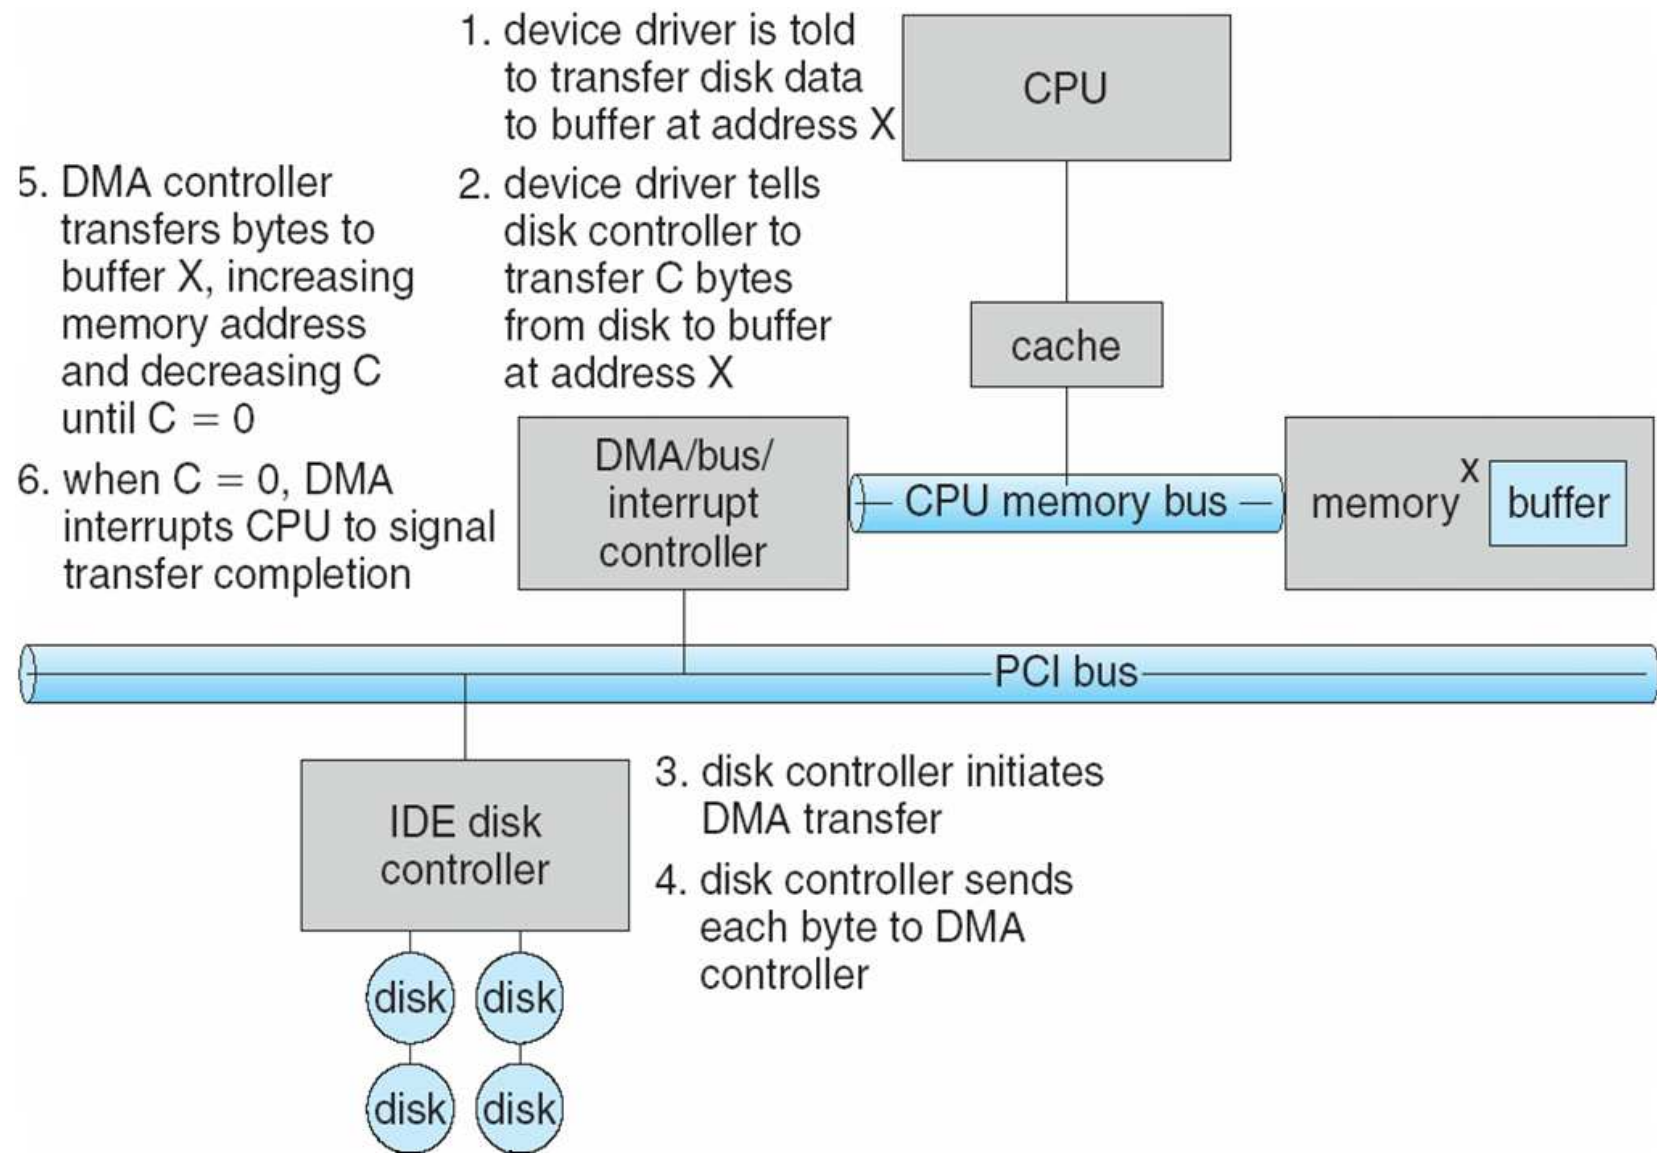 1. device driver is told
to transfer disk data
to buffer at address X
CPU
5. DMA controller
transfers bytes to
buffer X, increasing
memory address
and decreasing C
until C = 0
2. device driver tells
disk controller to
transfer C bytes
from disk to buffer
at address X
cache
DMA/bus/
interrupt
controller
CPU memory bus
memory
X
buffer
6. when C = 0, DMA
interrupts CPU to signal
transfer completion
PCI bus
IDE disk
controller
3. disk controller initiates
DMA transfer
4. disk controller sends
each byte to DMA
controller
disk
disk
disk
disk